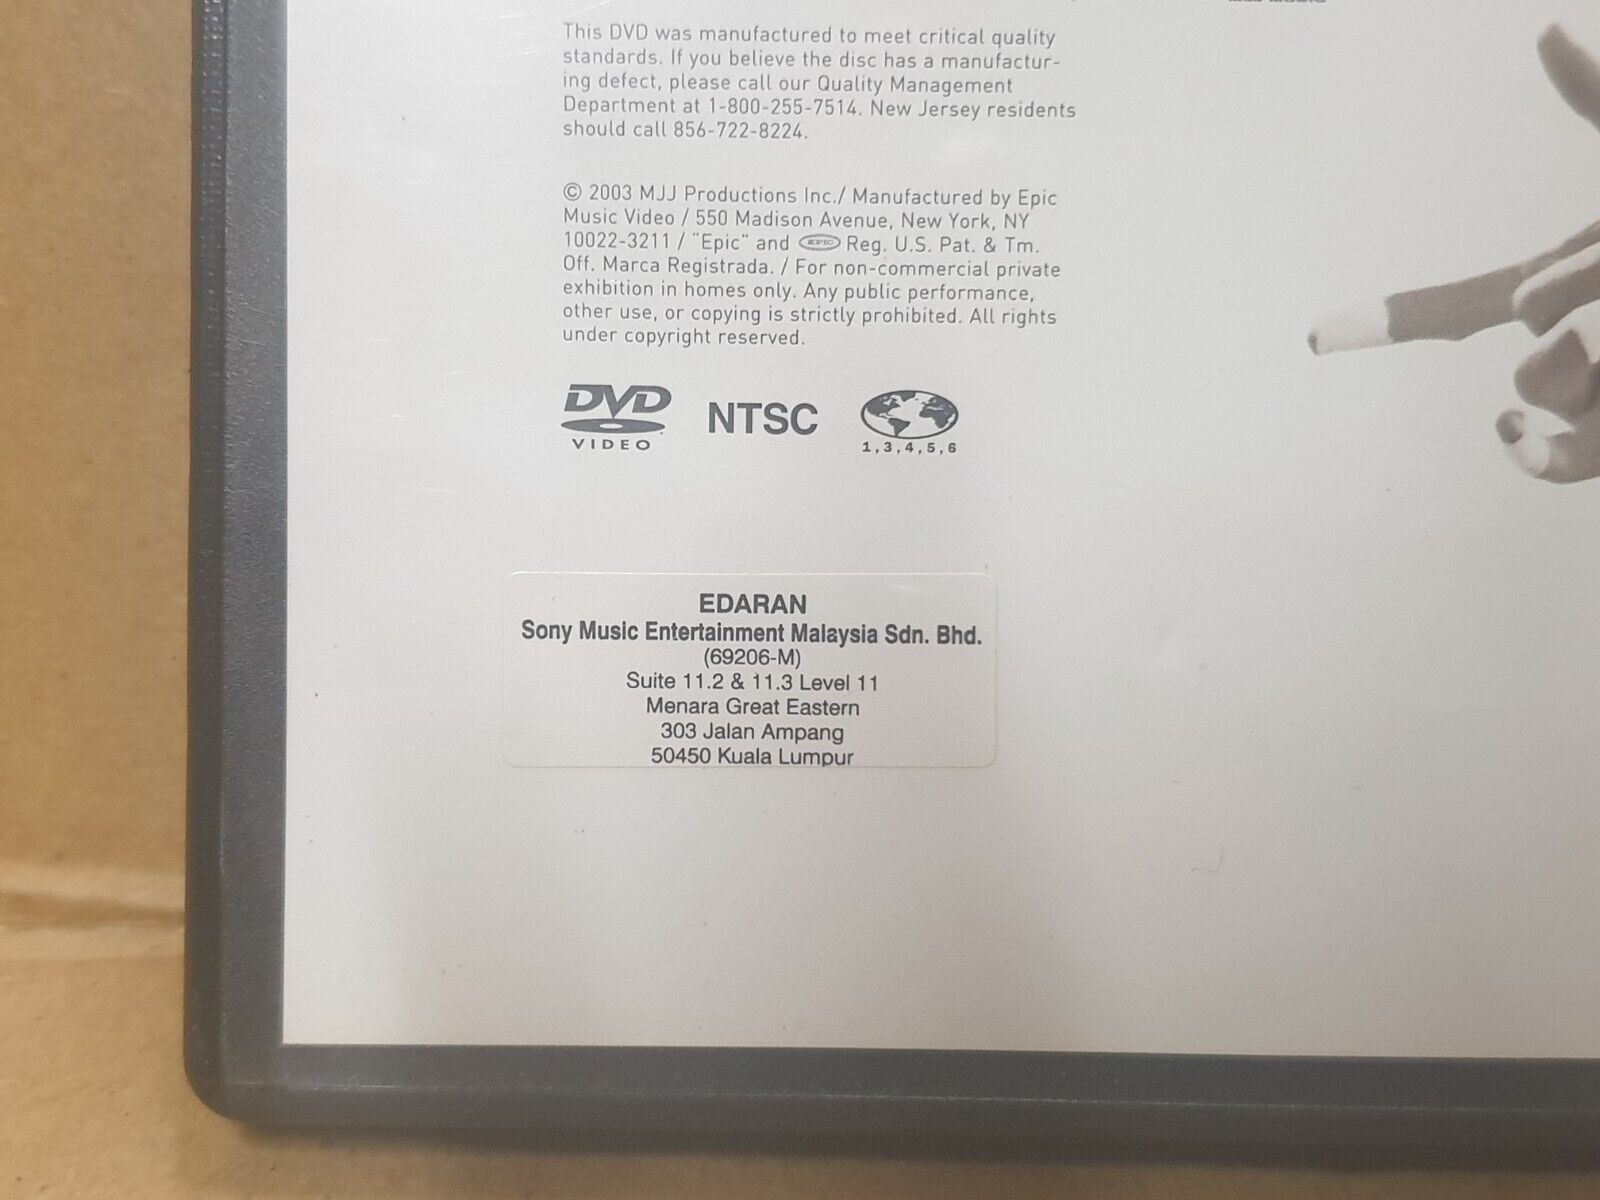 This DVD was manufactured to meet critical quality
standards. If you believe the disc has a manufactur-
ing defect, please call our Quality Management
Department at 1-800-255-7514. New Jersey residents
should call 856-722-8224.
© 2003 MJJ Productions Inc./ Manufactured by Epic
Music Video / 550 Madison Avenue, New York, NY
10022-3211 / "Epic" and EPIC Reg. U.S. Pat. & Tm.
Off. Marca Registrada. / For non-commercial private
exhibition in homes only. Any public performance,
other use, or copying is strictly prohibited. All rights
under copyright reserved.
DVD
VIDEO
NTSC
1,3,4,5,6
EDARAN
Sony Music Entertainment Malaysia Sdn. Bhd.
(69206-M)
Suite 11.2 & 11.3 Level 11
Menara Great Eastern
303 Jalan Ampang
50450 Kuala Lumpur